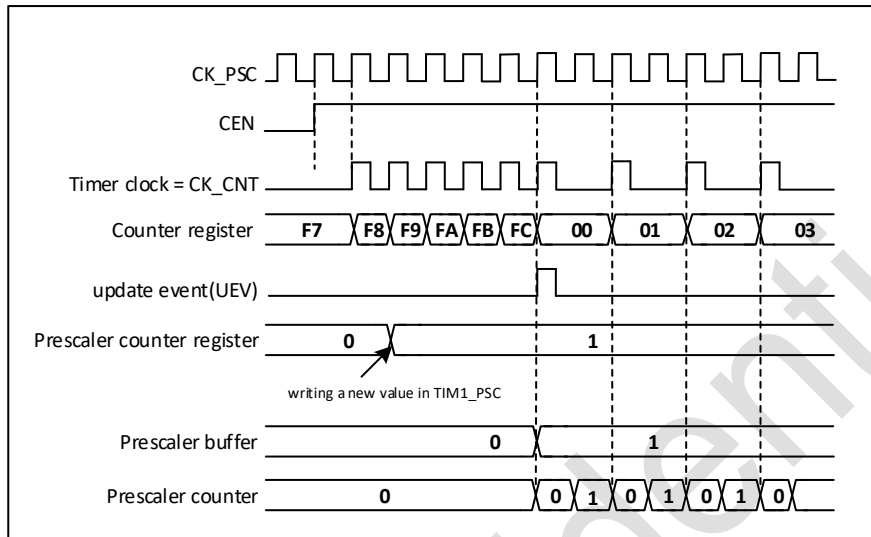 CK_PSC
CEN
Timer clock = CK_CNT
Counter register F7 F8 F9 FA FB FC 00 01 02 03
update event(UEV)
Prescaler counter register 0 1
writing a new value in TIM1_PSC
Prescaler buffer 0 1
Prescaler counter 0 0 1 0 1 0 1 0